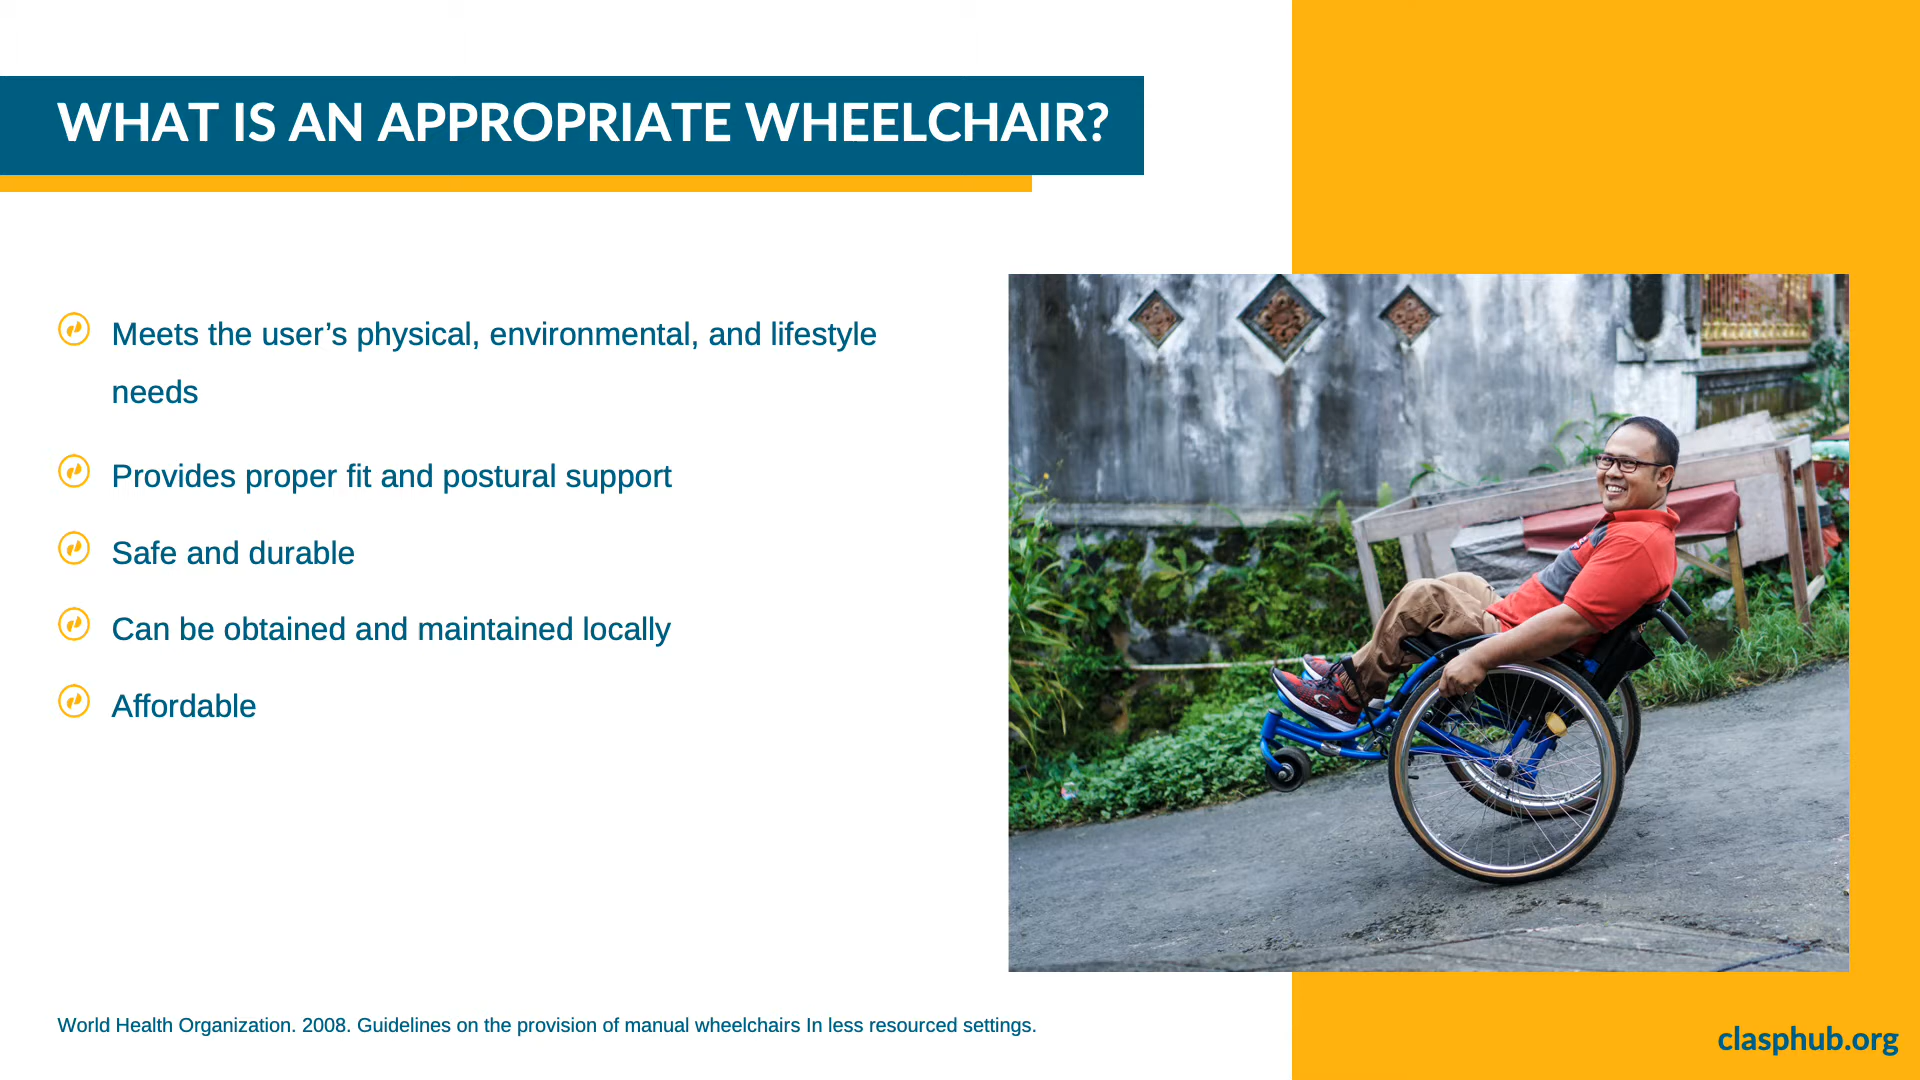 WHAT IS AN APPROPRIATE WHEELCHAIR?
Meets the user’s physical, environmental, and lifestyle
needs
Provides proper fit and postural support
Safe and durable
Can be obtained and maintained locally
Affordable
World Health Organization. 2008. Guidelines on the provision of manual wheelchairs In less resourced settings.
clasphub.org